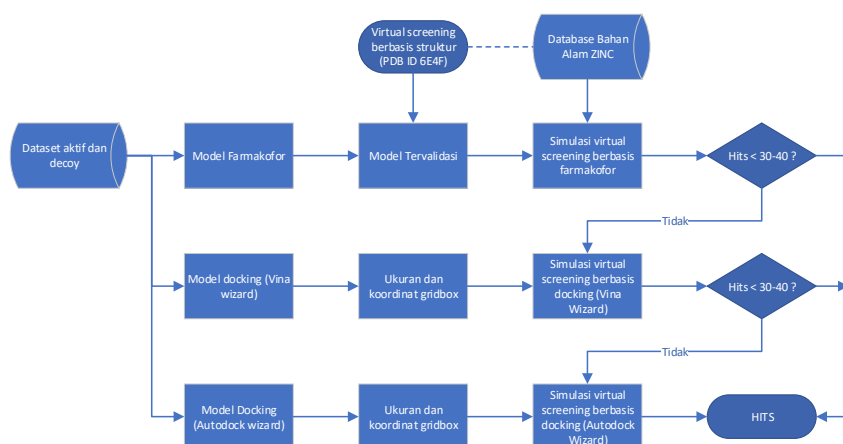 Virtual screening
berbasis struktur
(PDB ID 6E4F)
Database Bahan
Alam ZINC
Dataset aktif dan
decoy
Model Farmakofor
Model Tervalidasi
Simulasi virtual
screening berbasis
farmakofor
Hits < 30-40 ?
Tidak
Model docking (Vina
wizard)
Ukuran dan
koordinat gridbox
Simulasi virtual
screening berbasis
docking (Vina
Wizard)
Hits < 30-40 ?
Tidak
Model Docking
(Autodock wizard)
Ukuran dan
koordinat gridbox
Simulasi virtual
screening berbasis
docking (Autodock
Wizard)
HITS